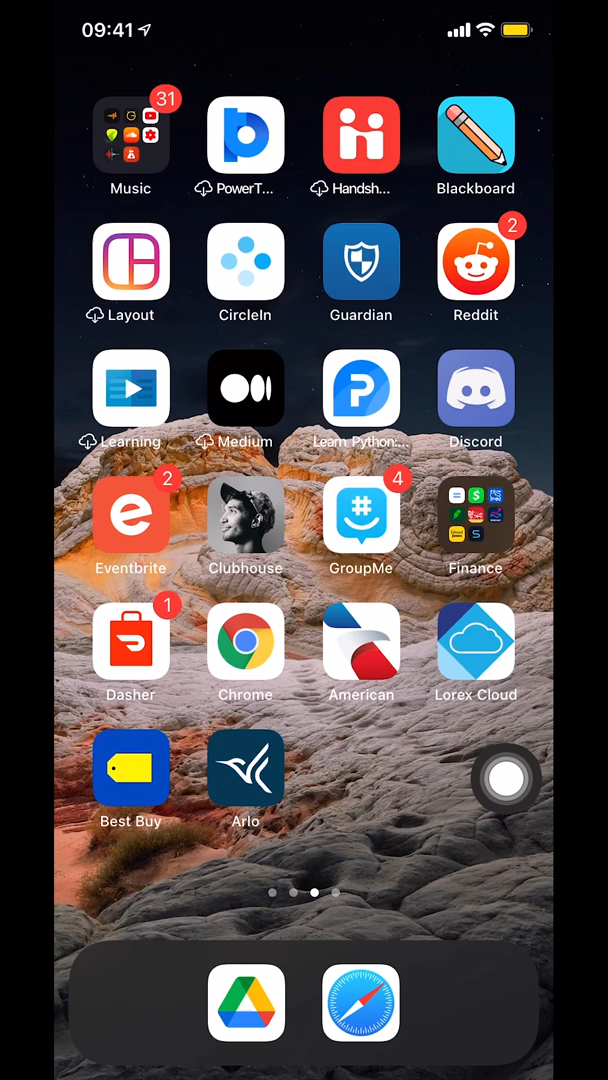 09:41
31
Music
PowerT...
Handsh...
Blackboard
2
Layout
CircleIn
Guardian
Reddit
Learning
Medium
Learn Python:...
Discord
2
4
Eventbrite
Clubhouse
GroupMe
Finance
1
Dasher
Chrome
American
Lorex Cloud
Best Buy
Arlo